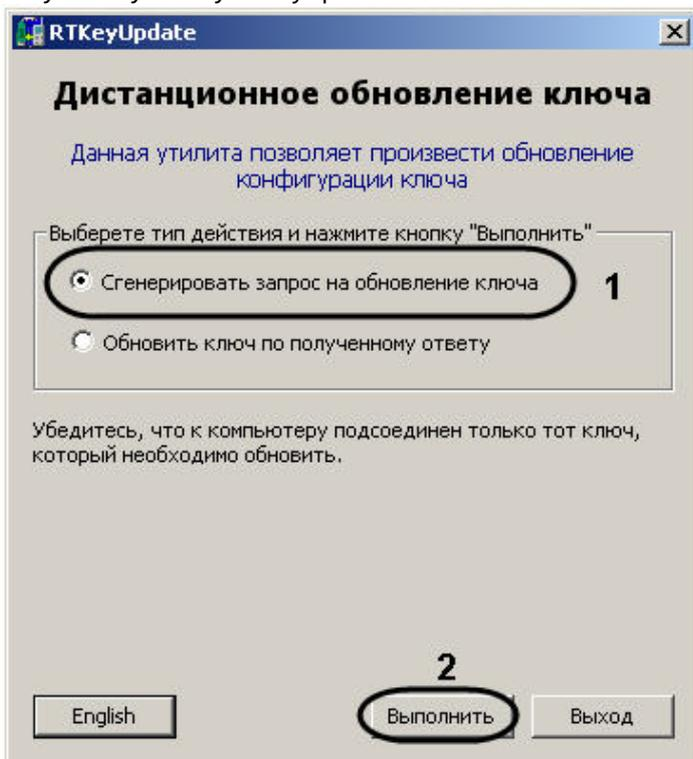 RTKeyUpdate
Дистанционное обновление ключа
Данная утилита позволяет произвести обновление
конфигурации ключа
Выберете тип действия и нажмите кнопку "Выполнить"
Сгенерировать запрос на обновление ключа
1
Обновить ключ по полученному ответу
Убедитесь, что к компьютеру подсоединен только тот ключ,
который необходимо обновить.
2
English
Выполнить
Выход